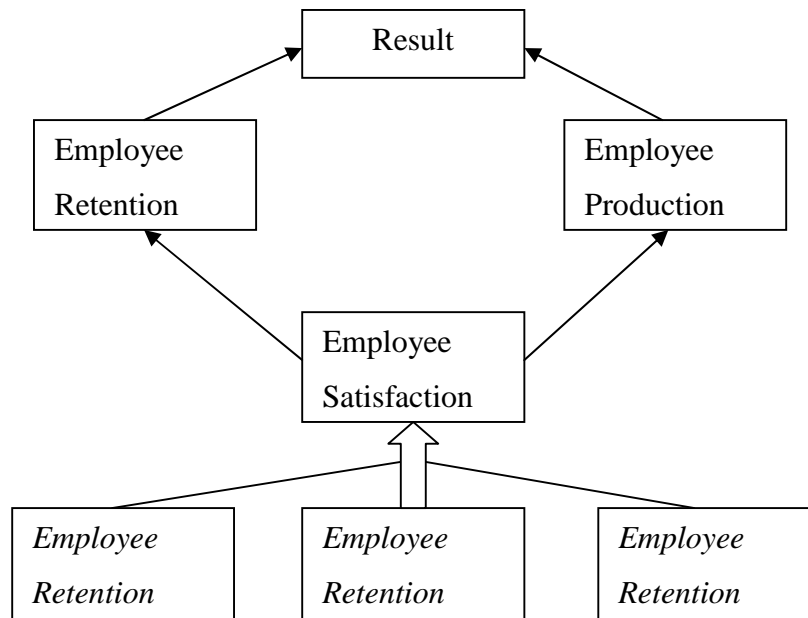 Result
Employee
Retention
Employee
Production
Employee
Satisfaction
Employee
Retention
Employee
Retention
Employee
Retention